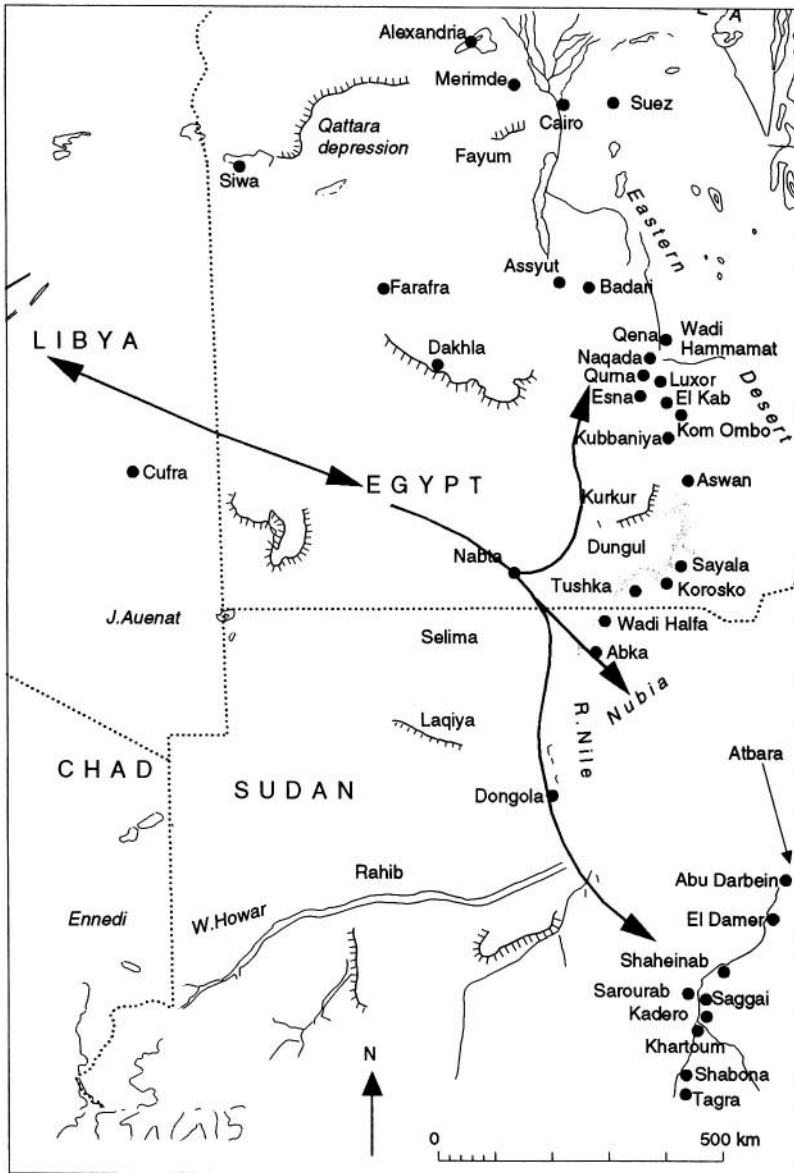 Alexandria
Merimde
Cairo
Suez
Qattara
depression
Fayum
Siwa
Eastern
Assyut
Badari
Farafra
LIBYA
Qena
Wadi
Hammamat
Dakhla
Naqada
Qurna
Luxor
Desert
Esna
El Kab
Kom Ombo
Kubbaniya
Cufra
EGYPT
Aswan
Kurkur
Nabta
Dungul
Sayala
Tushka
Korosko
J.Auenat
Wadi Halfa
Selima
Abka
Nubia
Laqiya
R.Nile
CHAD
SUDAN
Atbara
Dongola
Rahib
Abu Darbein
Ennedi
W.Howar
El Damer
Shaheinab
Sarourab
Saggai
Kadero
Khartoum
N
Shabona
Tagra
0
500 km